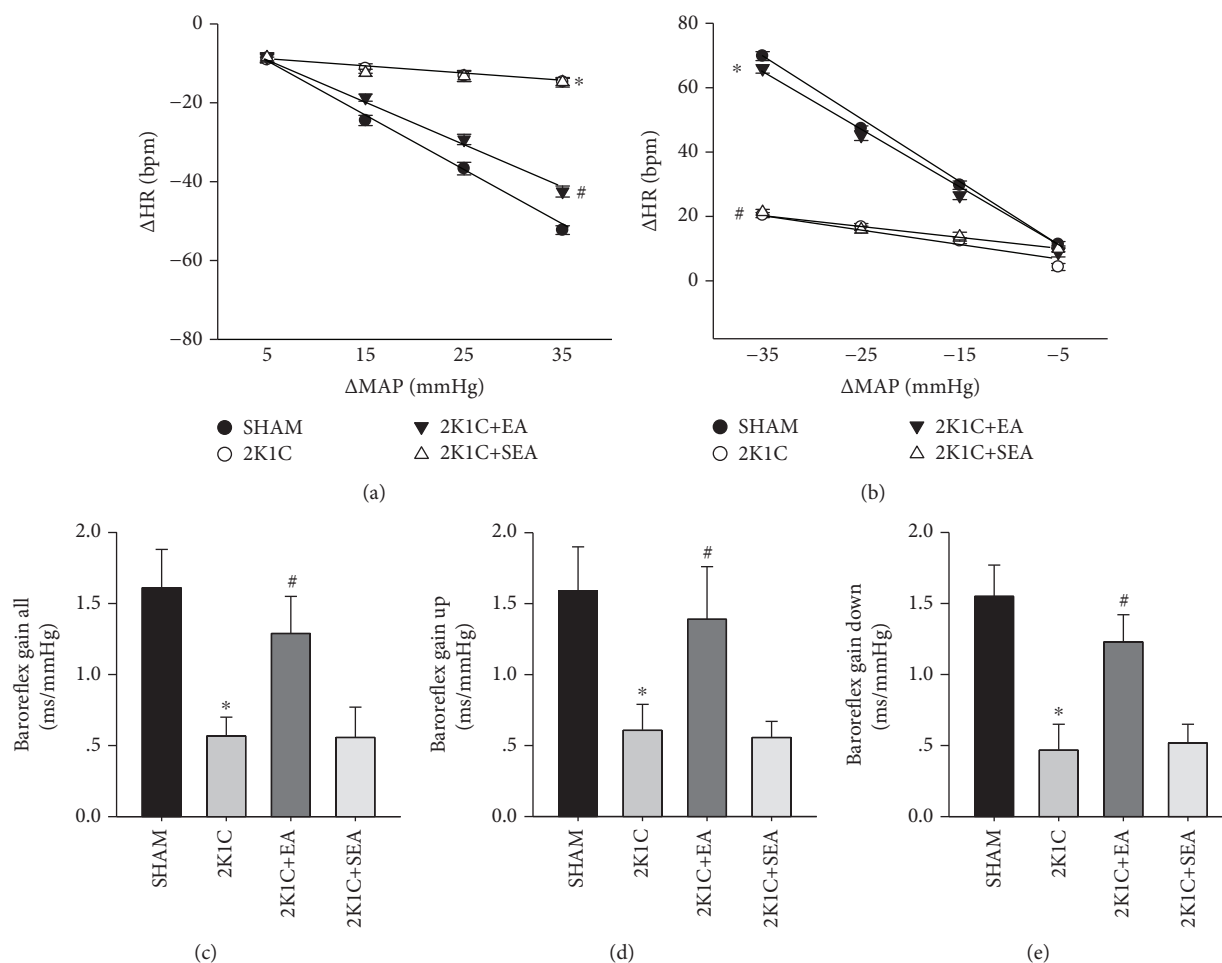 0
−20
−40
−60
−80
ΔHR (bpm)
*
#
5 15 25 35
ΔMAP (mmHg)
SHAM 2K1C+EA
2K1C 2K1C+SEA
(a)
80
60
40
20
0
ΔHR (bpm)
*
#
−35 −25 −15 −5
ΔMAP (mmHg)
SHAM 2K1C+EA
2K1C 2K1C+SEA
(b)
2.0
1.5
1.0
.5
0.0
Baroreflex gain all
(ms/mmHg)
*
#
SHAM
2K1C
2K1C+EA
2K1C+SEA
(c)
2.0
1.5
1.0
.5
0.0
Baroreflex gain up
(ms/mmHg)
*
#
SHAM
2K1C
2K1C+EA
2K1C+SEA
(d)
2.0
1.5
1.0
.5
0.0
Baroreflex gain down
(ms/mmHg)
*
#
SHAM
2K1C
2K1C+EA
2K1C+SEA
(e)